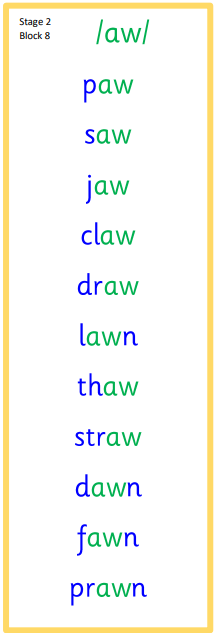 Stage 2
Block 8
/aw/
paw
saw
jaw
claw
draw
lawn
thaw
straw
dawn
fawn
prawn